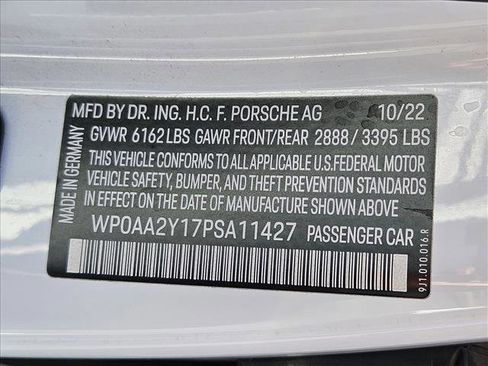 MFD BY DR. ING. H.C. F. PORSCHE AG 10/22
GVWR 6162 LBS GAWR FRONT/REAR 2888 / 3395 LBS
THIS VEHICLE CONFORMS TO ALL APPLICABLE U.S.FEDERAL MOTOR
VEHICLE SAFETY, BUMPER, AND THEFT PREVENTION STANDARDS
IN EFFECT ON THE DATE OF MANUFACTURE SHOWN ABOVE.
WP0AA2Y17PSA11427 PASSENGER CAR
MADE IN GERMANY
9J1.010.016.R